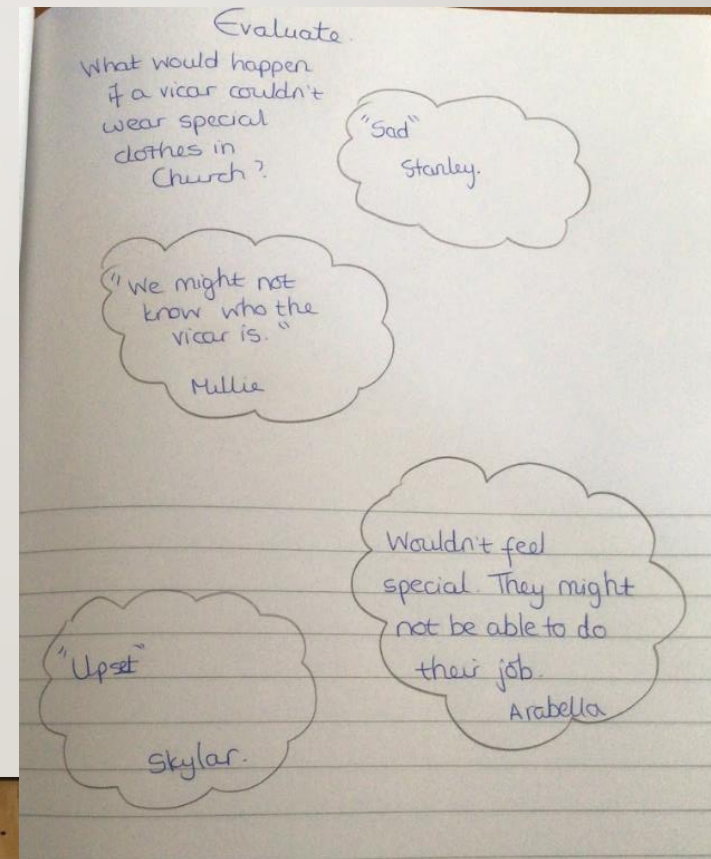 Evaluate.
What would happen
if a vicar couldn't
wear special
clothes in
Church?
"Sad"
Stanley.
"We might not
know who the
vicar is."
Millie
Wouldn't feel
special. They might
not be able to do
their job.
Arabella
"Upset"
Skylar.